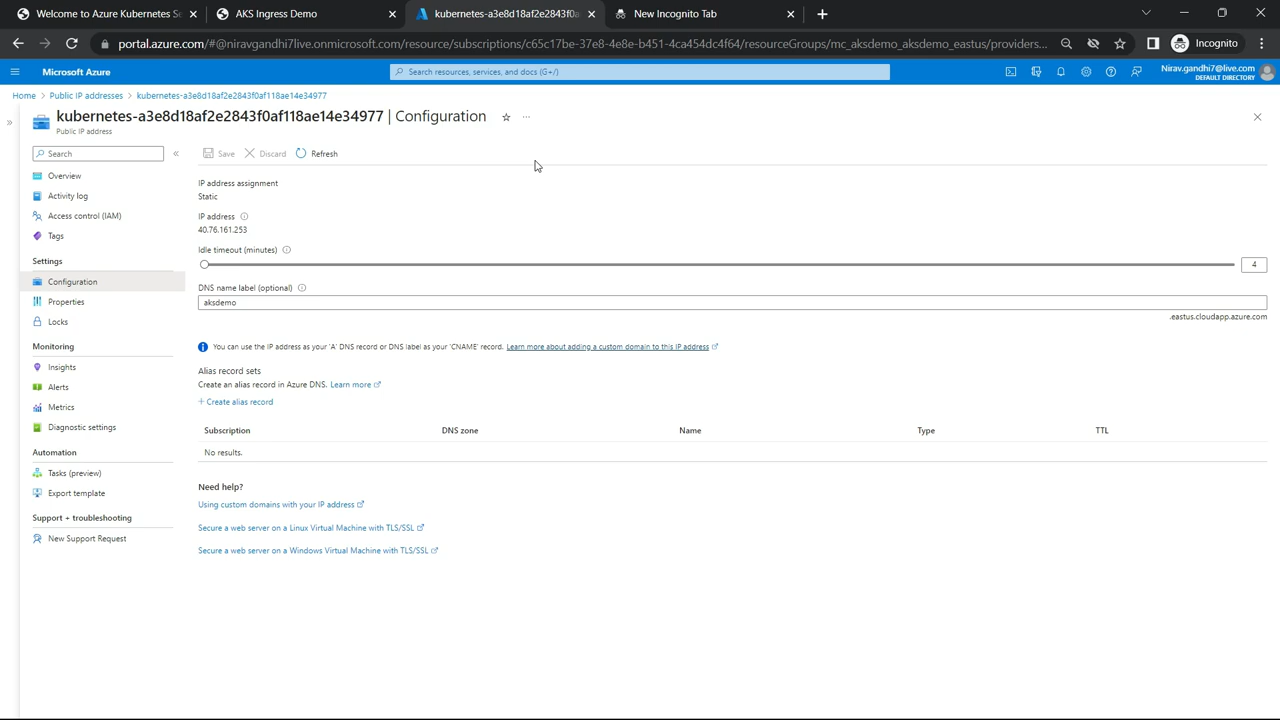 Welcome to Azure Kubernetes Se
AKS Ingress Demo
kubernetes-a3e8d18af2e2843f0a
New Incognito Tab
portal.azure.com/#@niravgandhi7live.onmicrosoft.com/resource/subscriptions/c65c17be-37e8-4e8e-b451-4ca454dc4f64/resourceGroups/mc_aksdemo_aksdemo_eastus/providers...
Incognito
Microsoft Azure
Search resources, services, and docs (G+/)
Nirav.gandhi7@live.com
DEFAULT DIRECTORY
Home > Public IP addresses > kubernetes-a3e8d18af2e2843f0af118ae14e34977
kubernetes-a3e8d18af2e2843f0af118ae14e34977 | Configuration
Public IP address
Search
Overview
Activity log
Access control (IAM)
Tags
Settings
Configuration
Properties
Locks
Monitoring
Insights
Alerts
Metrics
Diagnostic settings
Automation
Tasks (preview)
Export template
Support + troubleshooting
New Support Request
Save Discard Refresh
IP address assignment
Static
IP address
40.76.161.253
Idle timeout (minutes)
4
DNS name label (optional)
aksdemo
.eastus.cloudapp.azure.com
You can use the IP address as your 'A' DNS record or DNS label as your 'CNAME' record. Learn more about adding a custom domain to this IP address
Alias record sets
Create an alias record in Azure DNS. Learn more
+ Create alias record
Subscription DNS zone Name Type TTL
No results.
Need help?
Using custom domains with your IP address
Secure a web server on a Linux Virtual Machine with TLS/SSL
Secure a web server on a Windows Virtual Machine with TLS/SSL